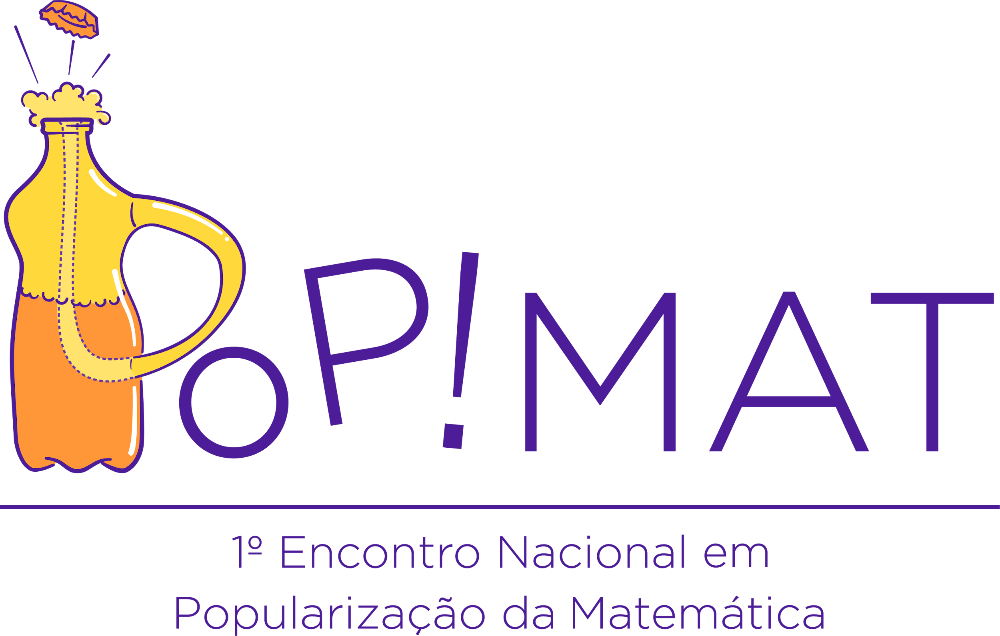 POP!MAT
1º Encontro Nacional em
Popularização da Matemática